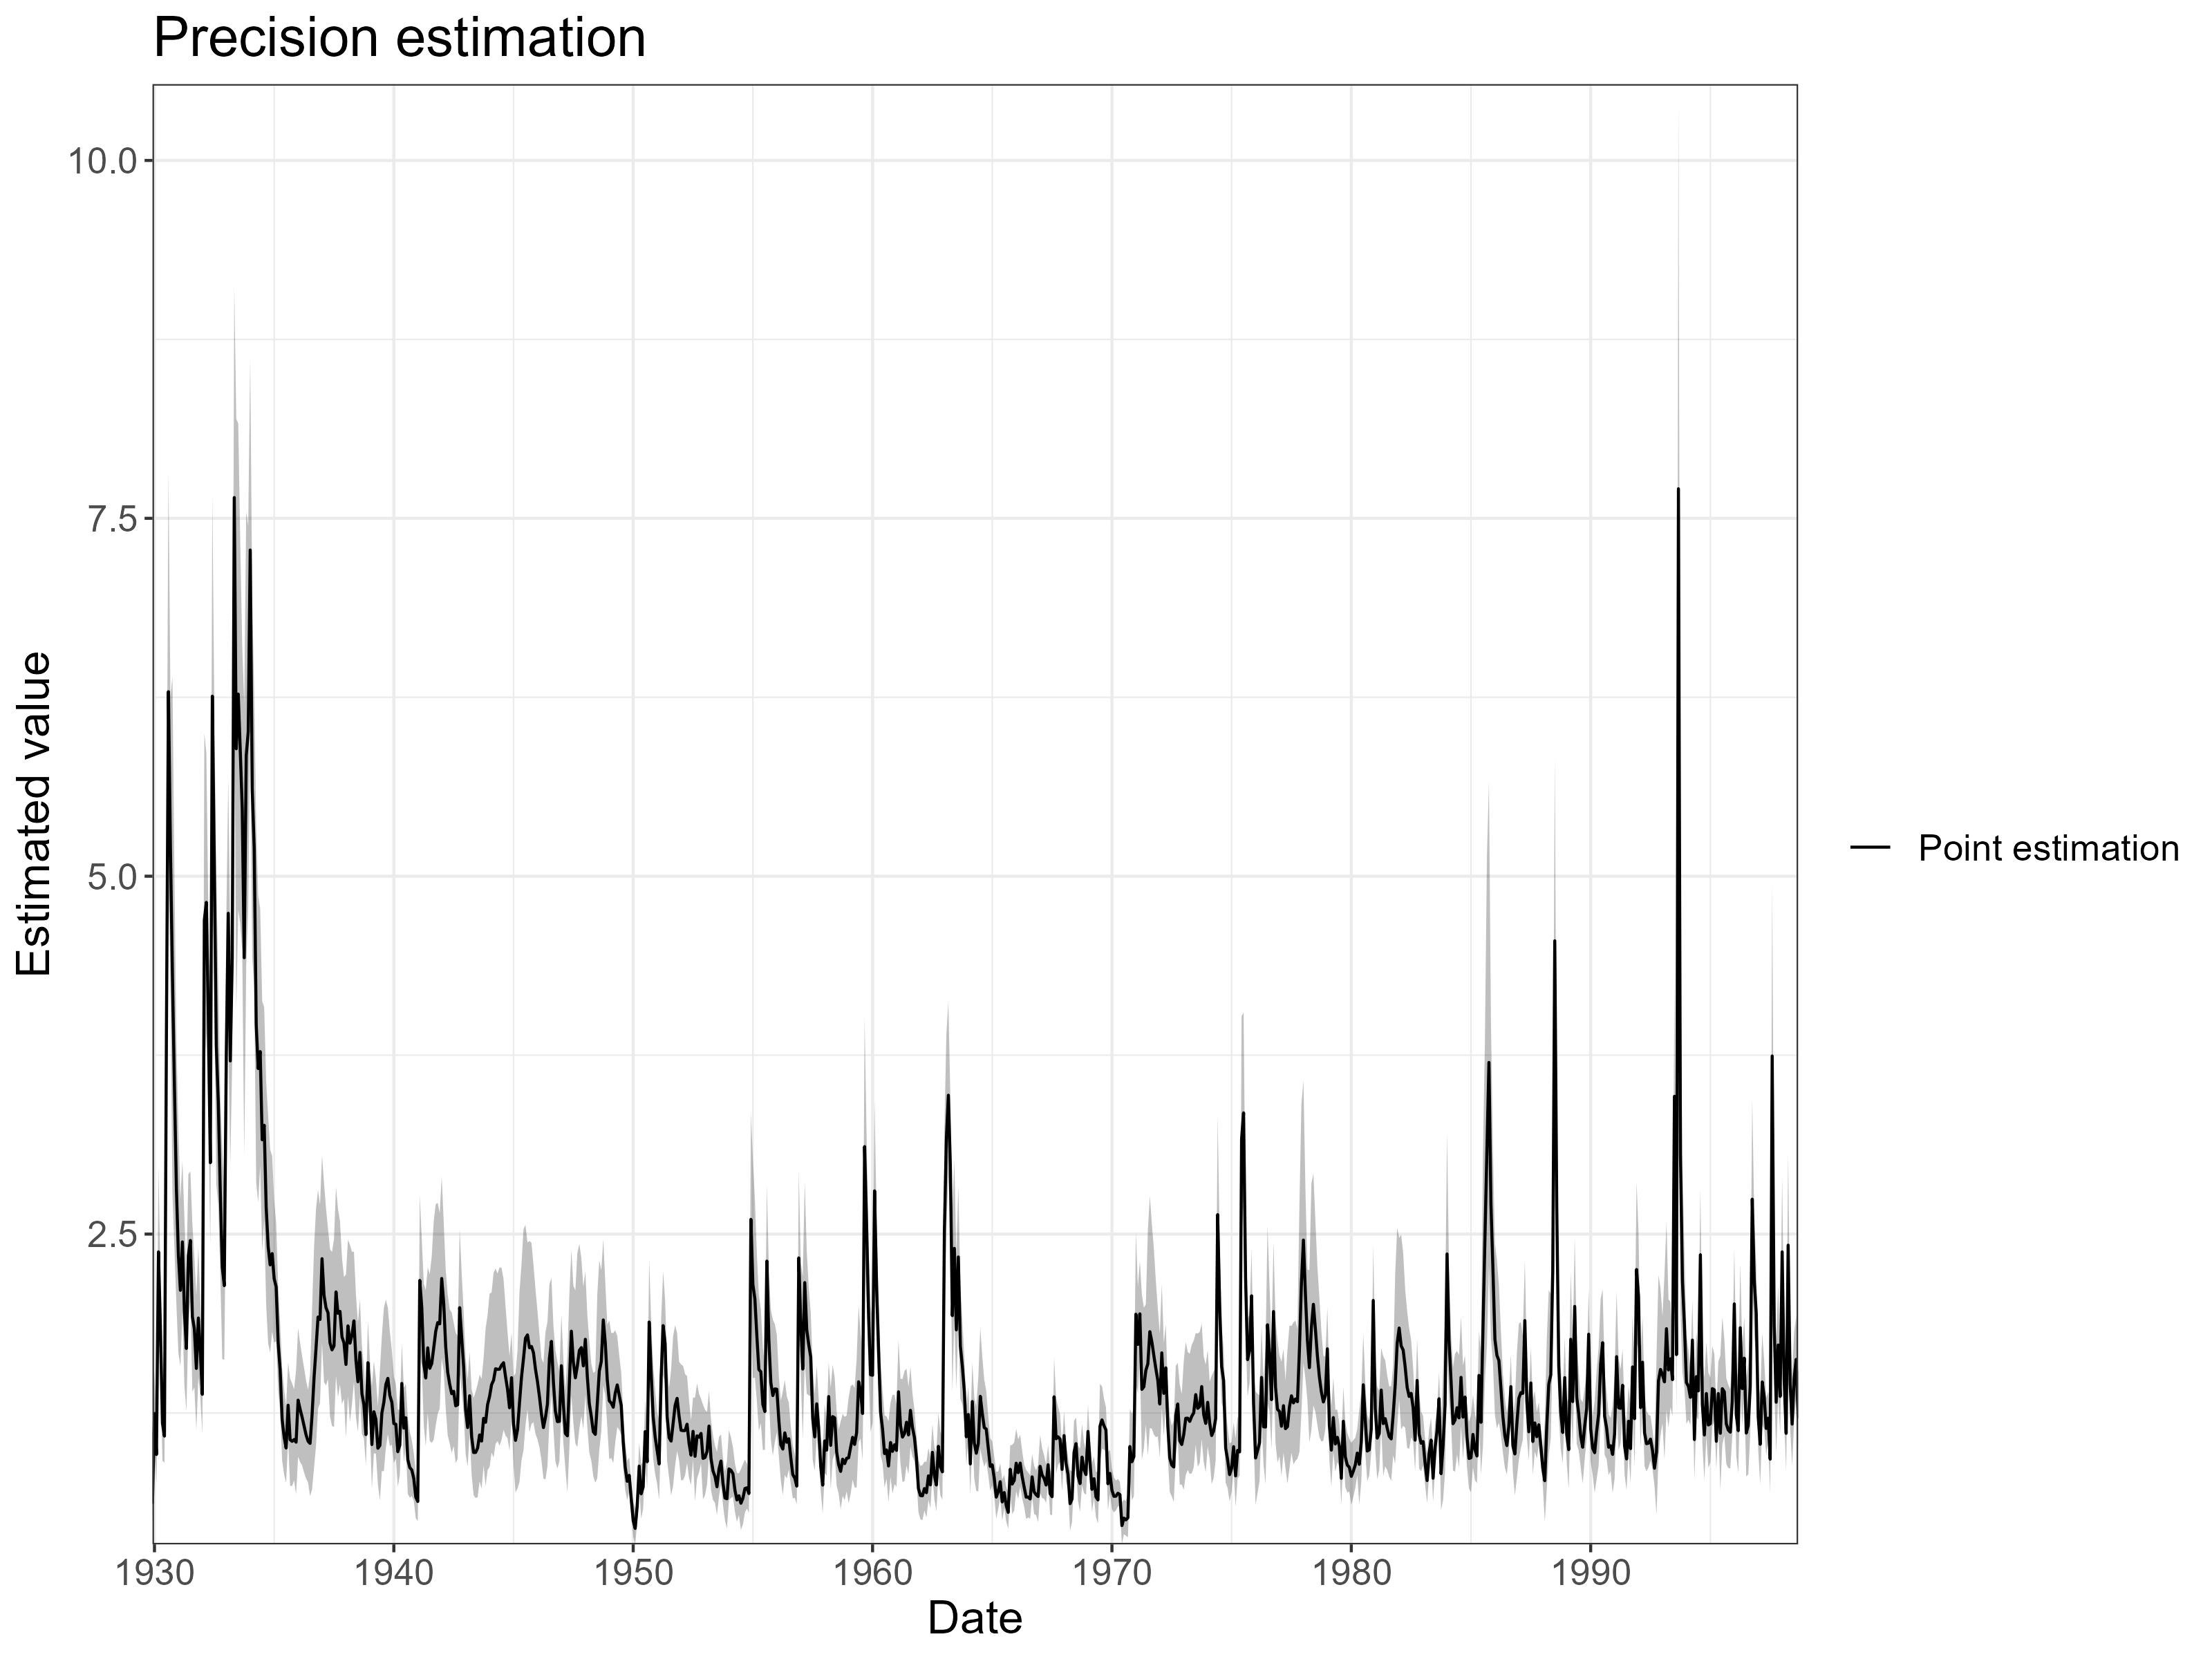 Precision estimation
Estimated value
10.0
7.5
5.0
2.5
1930
1940
1950
1960
1970
1980
1990
Date
Point estimation